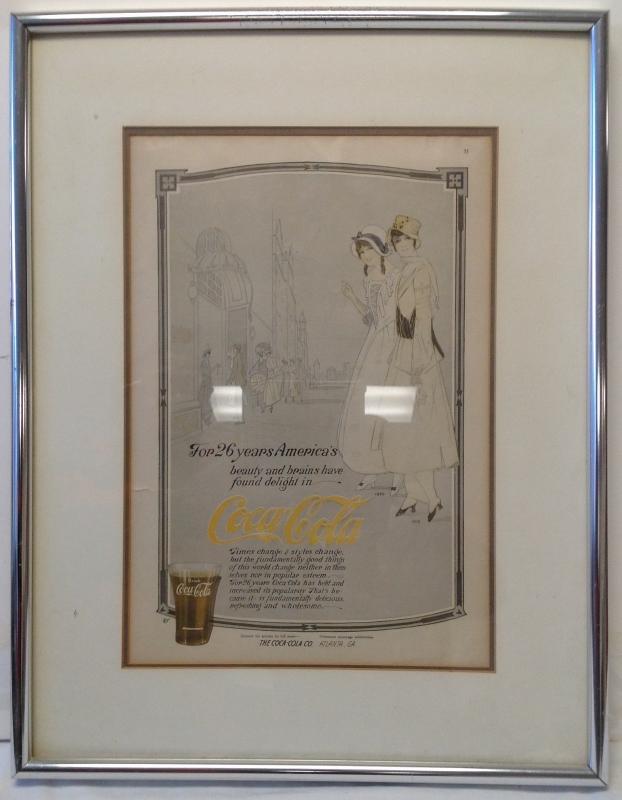 For 26 years America's
beauty and brains have
found delight in
Coca-Cola
Times change & styles change,
but the fundamentally good things
of this world change neither in them
selves nor in popular esteem.
For 26 years Coca-Cola has held and
increased its popularity. That's be-
cause it is fundamentally delicious,
refreshing and wholesome.
Drink
Coca-Cola
THE COCA-COLA CO. ATLANTA, GA.